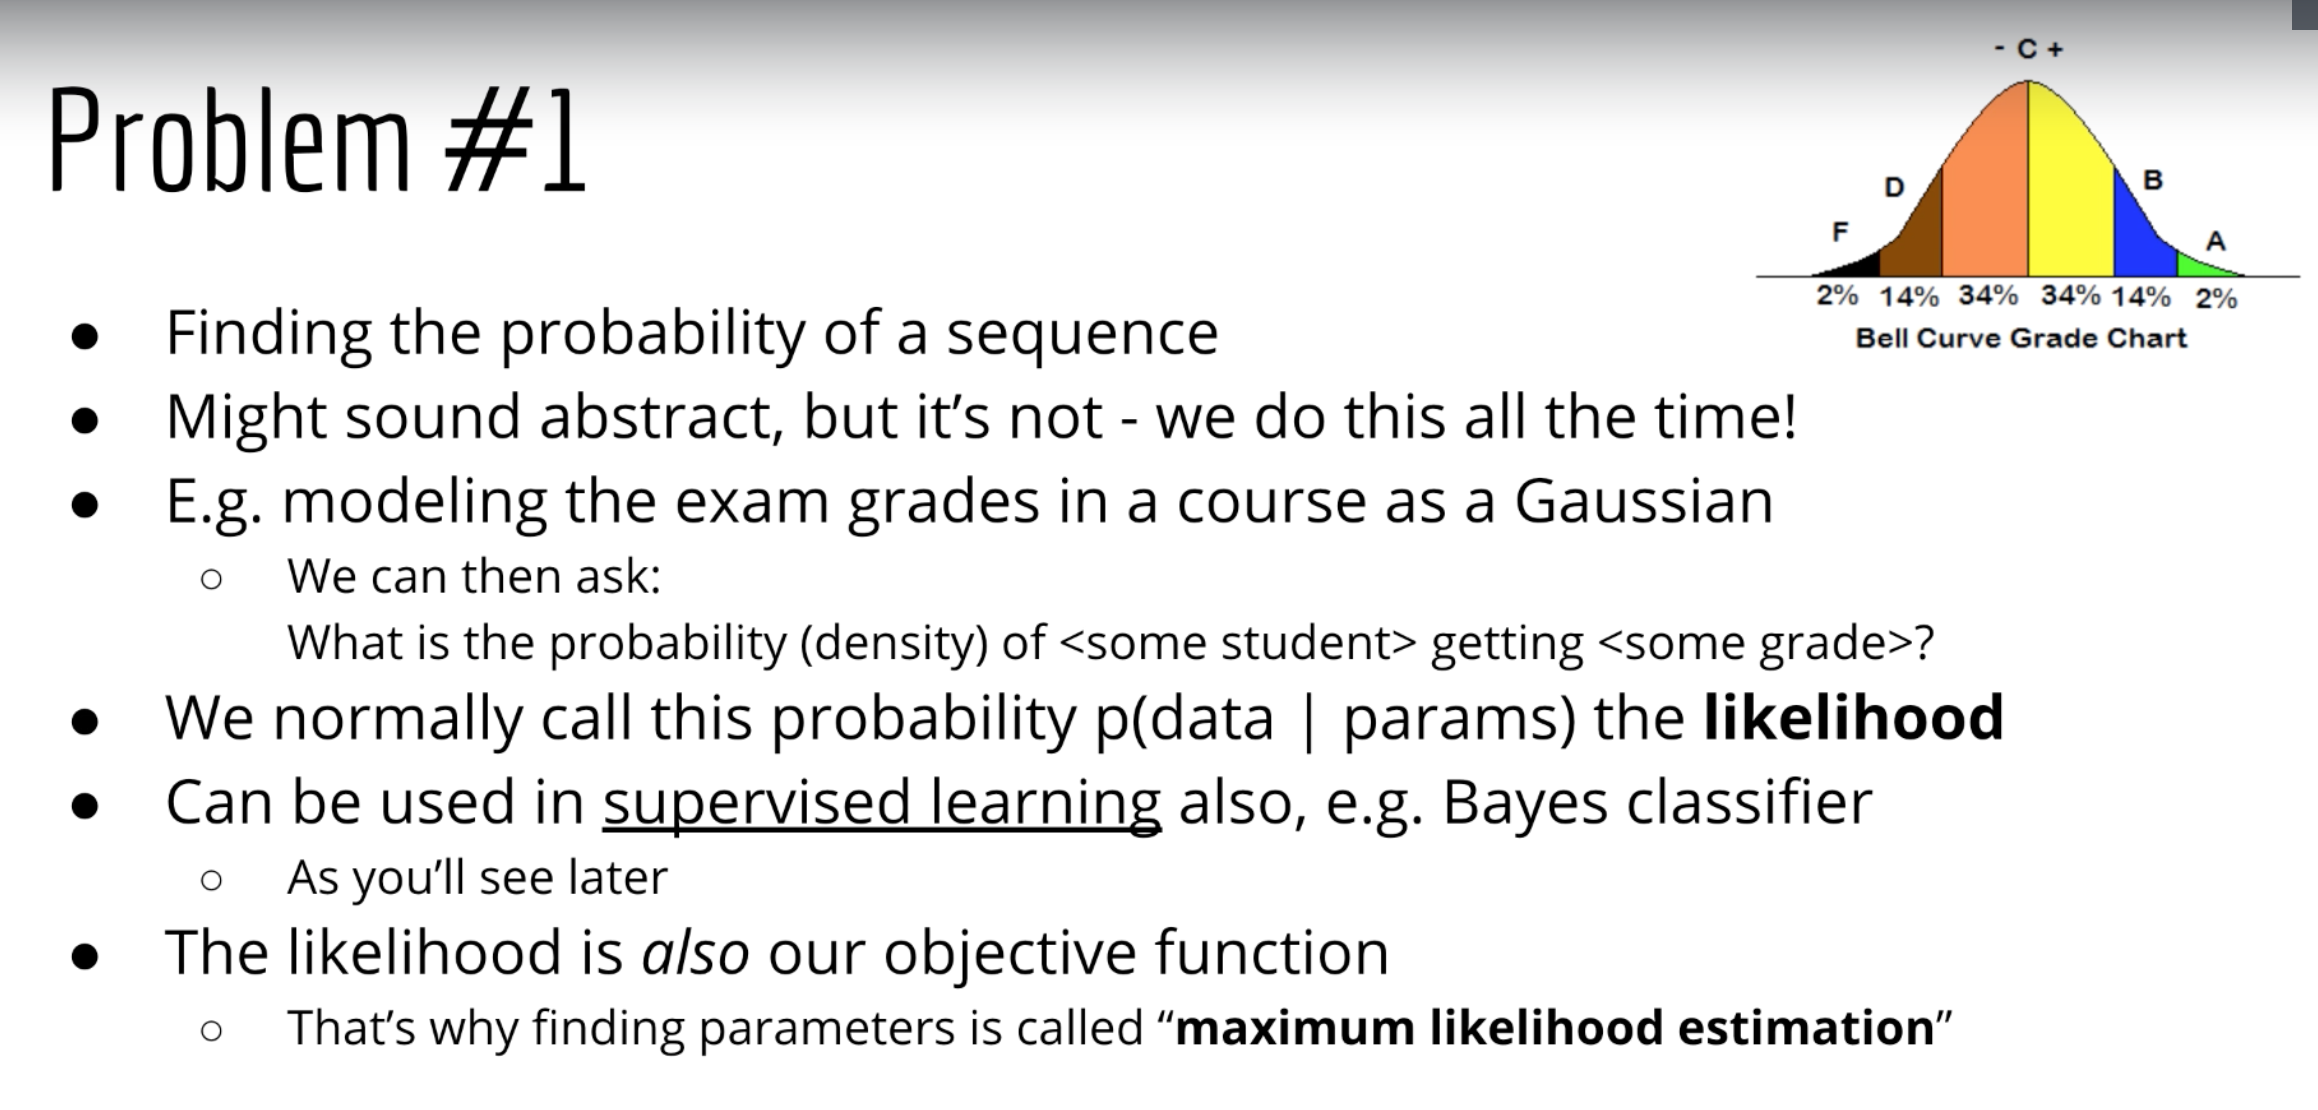 Problem #1
- C +
D
B
F
A
2% 14% 34% 34% 14% 2%
Bell Curve Grade Chart
● Finding the probability of a sequence
● Might sound abstract, but it’s not - we do this all the time!
● E.g. modeling the exam grades in a course as a Gaussian
○ We can then ask:
What is the probability (density) of <some student> getting <some grade>?
● We normally call this probability p(data | params) the likelihood
● Can be used in supervised learning also, e.g. Bayes classifier
○ As you’ll see later
● The likelihood is also our objective function
○ That’s why finding parameters is called “maximum likelihood estimation”